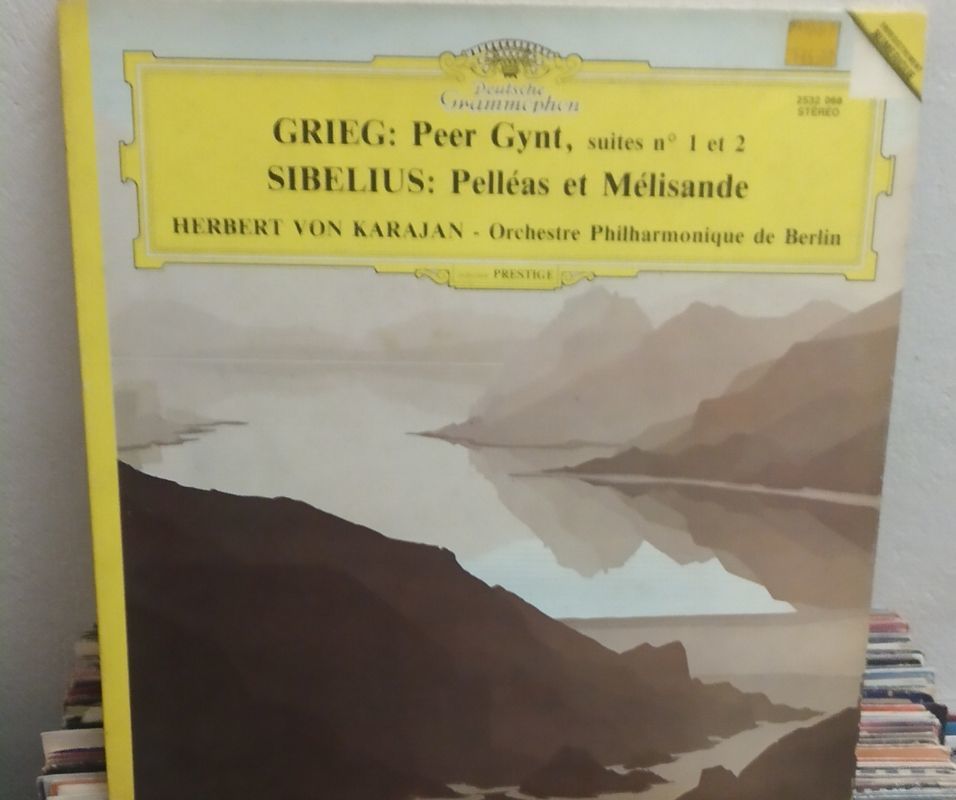 Deutsche
Grammophon
2532 068
STÉRÉO
GRIEG: Peer Gynt, suites n° 1 et 2
SIBELIUS: Pelléas et Mélisande
HERBERT VON KARAJAN - Orchestre Philharmonique de Berlin
PRESTIGE